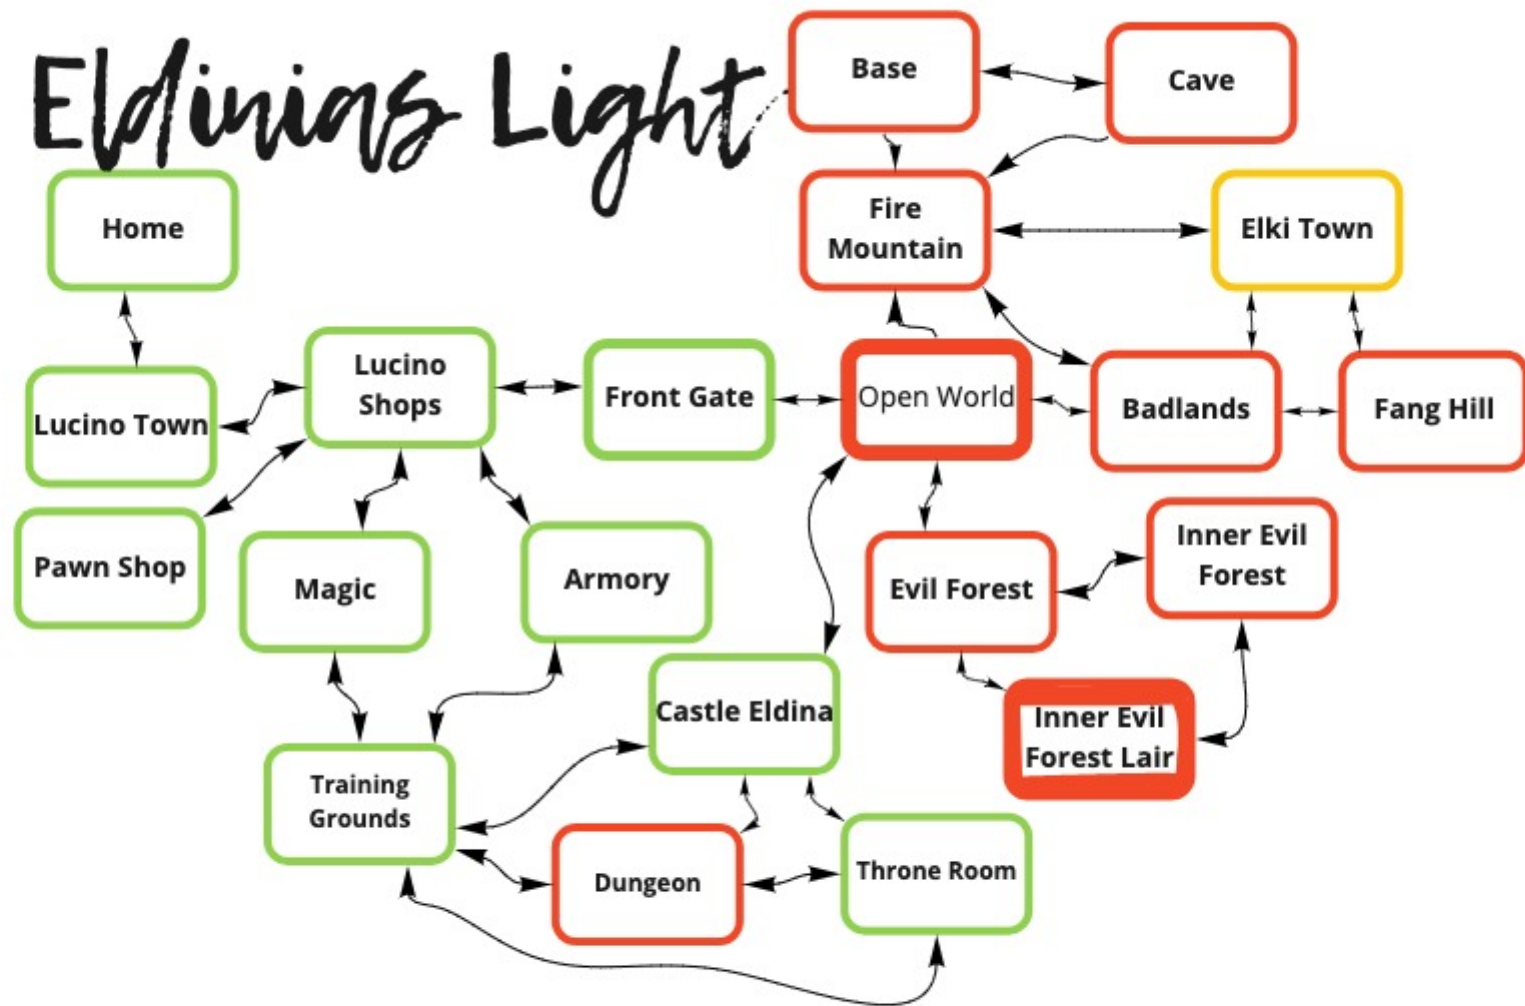 Eldinias Light
Base
Cave
Home
Fire
Mountain
Elki Town
Lucino
Shops
Front Gate
Open World
Badlands
Fang Hill
Lucino Town
Pawn Shop
Magic
Armory
Evil Forest
Inner Evil
Forest
Castle Eldina
Inner Evil
Forest Lair
Training
Grounds
Dungeon
Throne Room